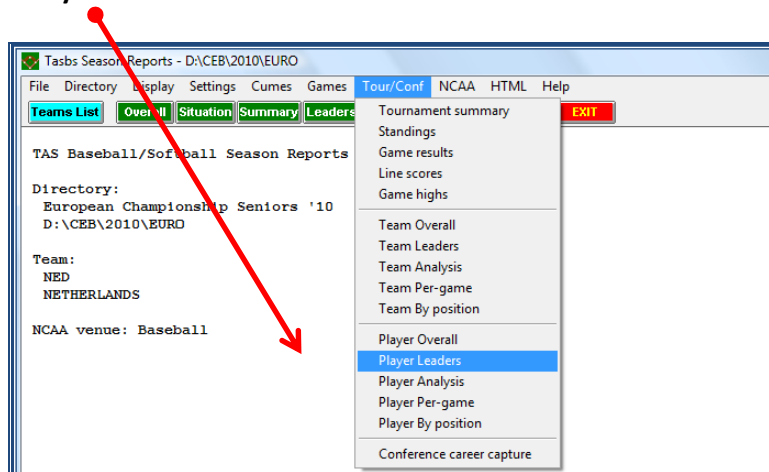 Tasbs Season Reports - D:\CEB\2010\EURO
File Directory Display Settings Cumes Games Tour/Conf NCAA HTML Help
Teams List Overall Situation Summary Leaders EXIT
TAS Baseball/Softball Season Reports
Directory:
European Championship Seniors '10
D:\CEB\2010\EURO
Team:
NED
NETHERLANDS
NCAA venue: Baseball
Tournament summary
Standings
Game results
Line scores
Game highs
Team Overall
Team Leaders
Team Analysis
Team Per-game
Team By position
Player Overall
Player Leaders
Player Analysis
Player Per-game
Player By position
Conference career capture